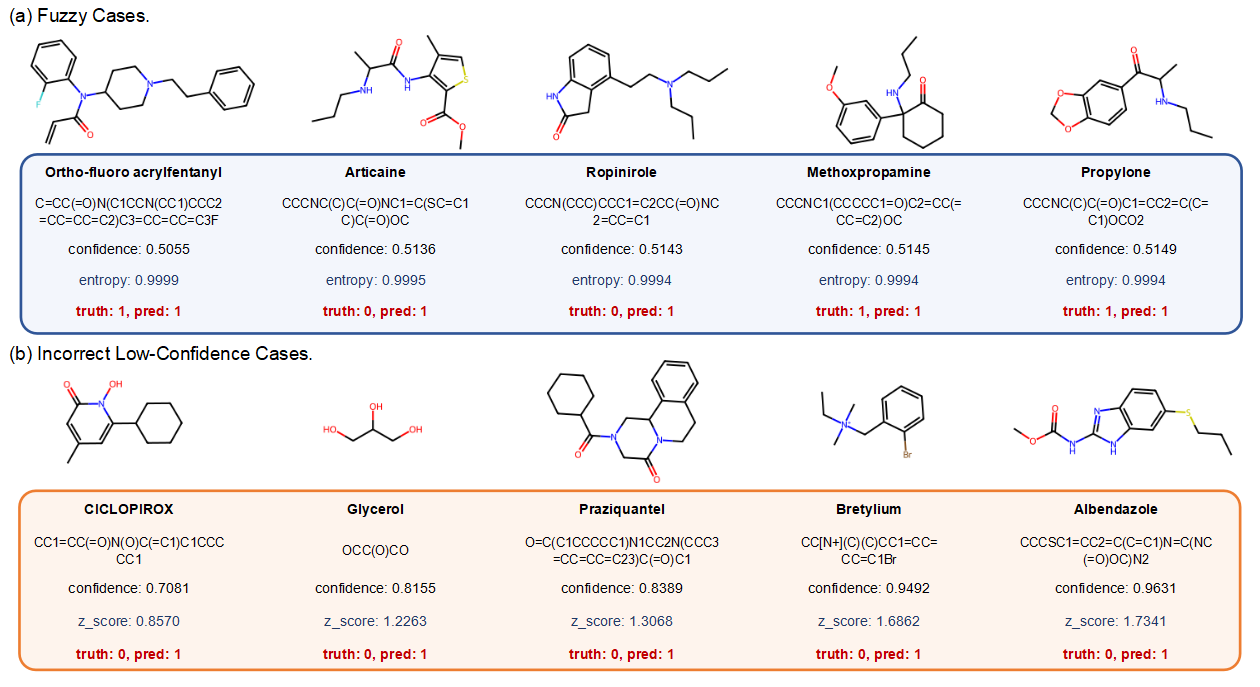 (a) Fuzzy Cases.
F N N O
NH O N H S O O
HN O N
O HN O
O O O HN
Ortho-fluoro acrylfentanyl Articaine Ropinirole Methoxpropamine Propylone
C=CC(=O)N(C1CCN(CC1)CCC2 CCCNC(C)C(=O)NC1=C(SC=C1 CCCN(CCC)CCC1=C2CC(=O)NC CCCNC1(CCCCC1=O)C2=CC(= CCCNC(C)C(=O)C1=CC2=C(C=
=CC=CC=C2)C3=CC=CC=C3F C)C(=O)OC 2=CC=C1 CC=C2)OC C1)OCO2
confidence: 0.5055 confidence: 0.5136 confidence: 0.5143 confidence: 0.5145 confidence: 0.5149
entropy: 0.9999 entropy: 0.9995 entropy: 0.9994 entropy: 0.9994 entropy: 0.9994
truth: 1, pred: 1 truth: 0, pred: 1 truth: 0, pred: 1 truth: 1, pred: 1 truth: 1, pred: 1
(b) Incorrect Low-Confidence Cases.
O OH N
HO OH OH
O N N O
N+ Br
O O N H N N H S
CICLOPIROX Glycerol Praziquantel Bretylium Albendazole
CC1=CC(=O)N(O)C(=C1)C1CCC OCC(O)CO O=C(C1CCCCC1)N1CC2N(CCC3 CC[N+](C)(C)CC1=CC= CCCSC1=CC2=C(C=C1)N=C(NC
CC1 =CC=CC=C23)C(=O)C1 CC=C1Br (=O)OC)N2
confidence: 0.7081 confidence: 0.8155 confidence: 0.8389 confidence: 0.9492 confidence: 0.9631
z_score: 0.8570 z_score: 1.2263 z_score: 1.3068 z_score: 1.6862 z_score: 1.7341
truth: 0, pred: 1 truth: 0, pred: 1 truth: 0, pred: 1 truth: 0, pred: 1 truth: 0, pred: 1